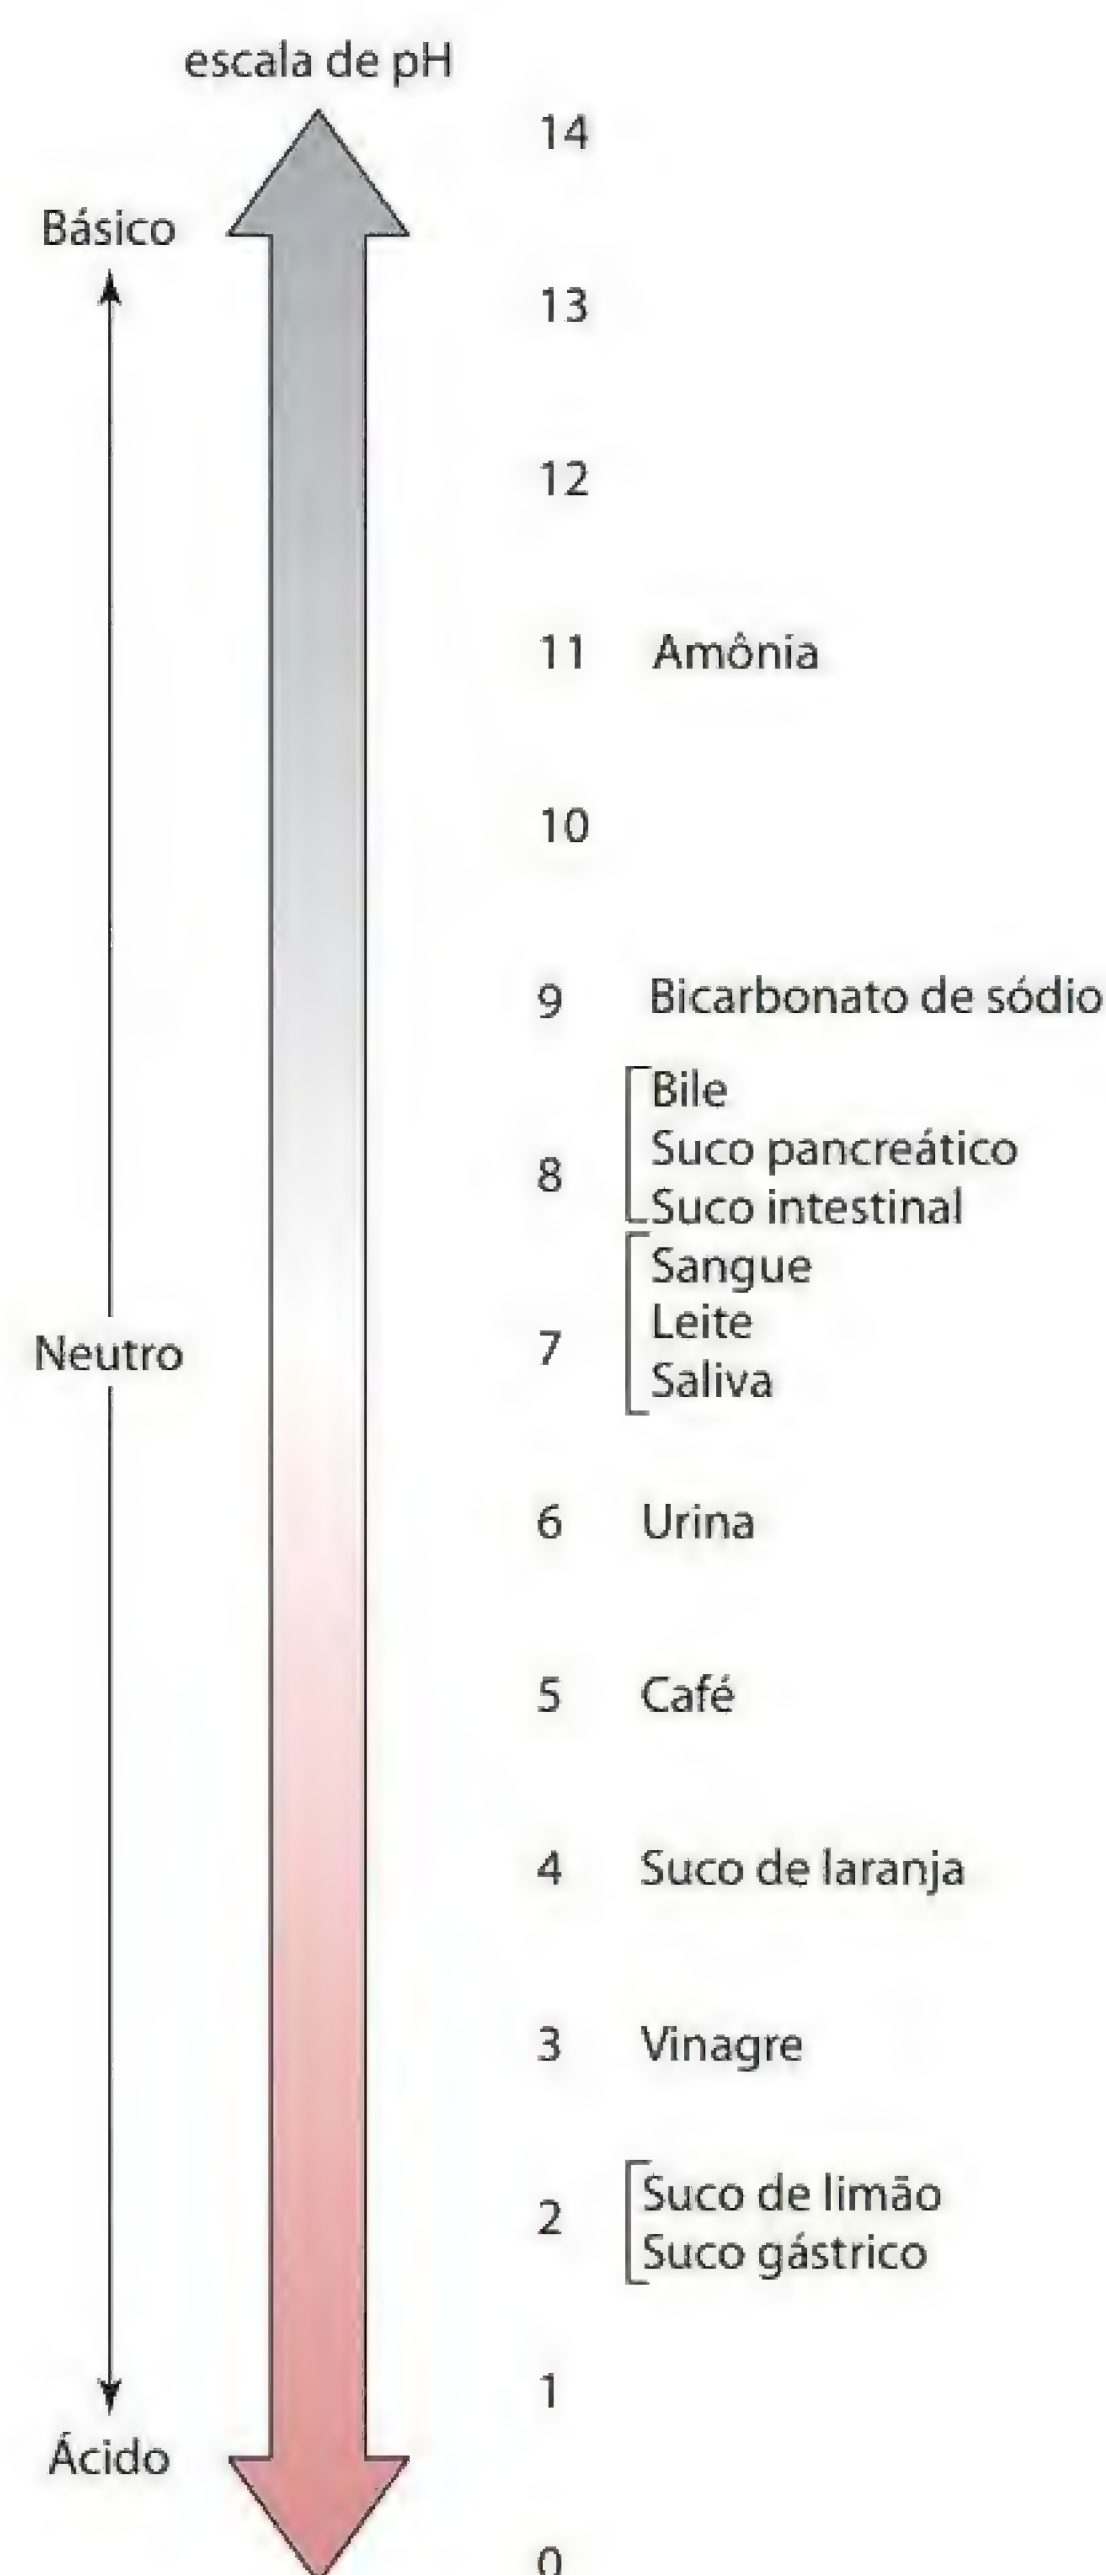 escala de pH
14
Básico
13
12
11 Amônia
10
9 Bicarbonato de sódio
Bile
8 Suco pancreático
Suco intestinal
Sangue
Leite
Neutro 7
Saliva
6 Urina
5 Café
4 Suco de laranja
3 Vinagre
Suco de limão
2
Suco gástrico
1
Ácido
0